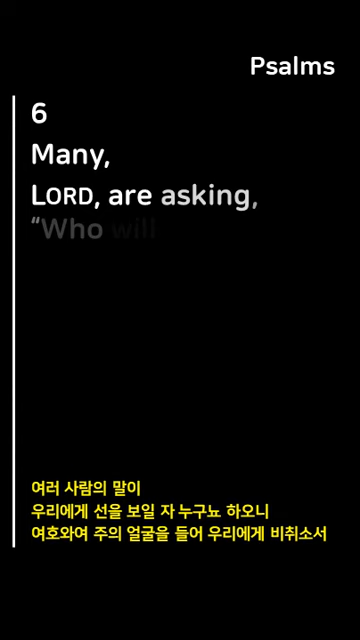 Psalms
6
Many,
LORD, are asking,
“Who will
여러 사람의 말이
우리에게 선을 보일 자 누구뇨 하오니
여호와여 주의 얼굴을 들어 우리에게 비취소서